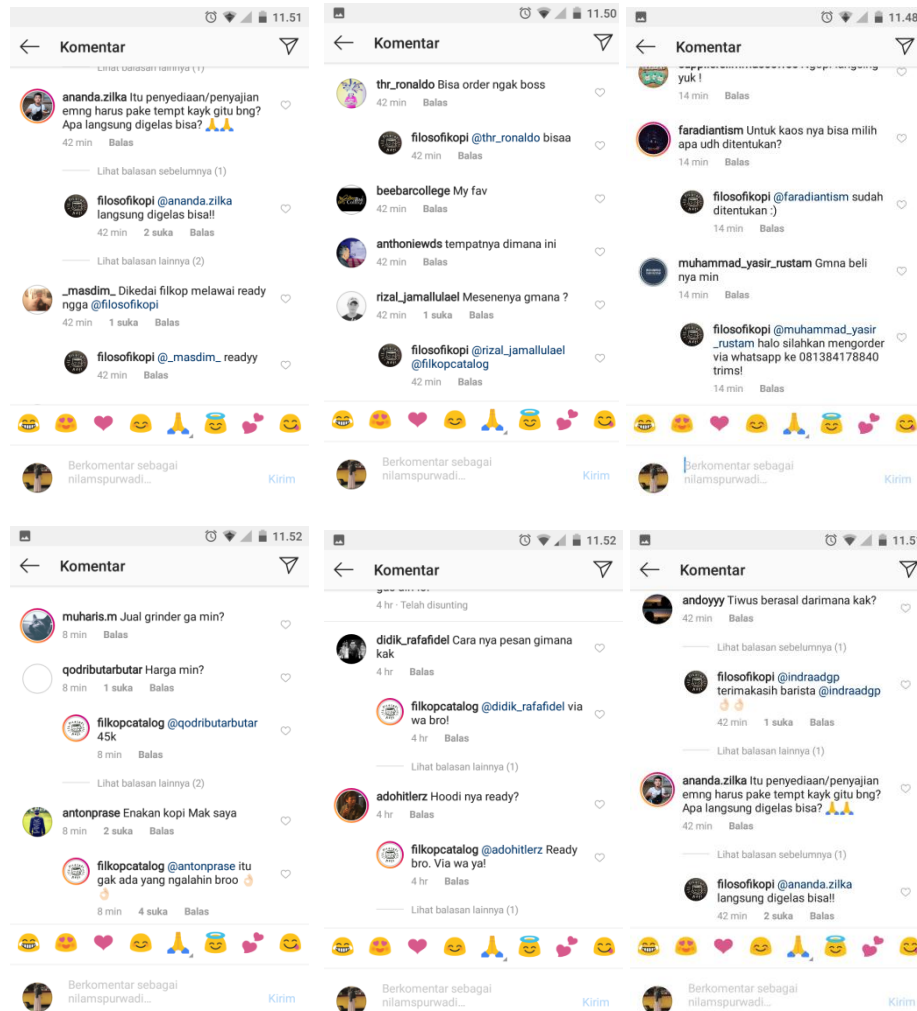 11.51
Komentar
Lihat balasan lainnya (1)
ananda.zilka Itu penyediaan/penyajian
emng harus pake tempt kayk gitu bng?
Apa langsung digelas bisa? 🙏🙏
42 min Balas
Lihat balasan sebelumnya (1)
filosofikopi @ananda.zilka
langsung digelas bisa!!
42 min 2 suka Balas
Lihat balasan lainnya (2)
_masdim_ Dikedai filkop melawai ready
ngga @filosofikopi
42 min 1 suka Balas
filosofikopi @_masdim_ readyy
42 min Balas
Berkomentar sebagai
nilamspurwadi...
Kirim
11.50
Komentar
thr_ronaldo Bisa order ngak boss
42 min Balas
filosofikopi @thr_ronaldo bisaa
42 min Balas
beebarcollege My fav
42 min Balas
anthoniewds tempatnya dimana ini
42 min Balas
rizal_jamallulael Mesenenya gmana ?
42 min 1 suka Balas
filosofikopi @rizal_jamallulael
@filkopcatalog
42 min Balas
Berkomentar sebagai
nilamspurwadi...
Kirim
11.48
Komentar
yuk !
14 min Balas
faradiantism Untuk kaos nya bisa milih
apa udh ditentukan?
14 min Balas
filosofikopi @faradiantism sudah
ditentukan :)
14 min Balas
muhammad_yasir_rustam Gmna beli
nya min
14 min Balas
filosofikopi @muhammad_yasir
_rustam halo silahkan mengorder
via whatsapp ke 081384178840
trims!
14 min Balas
Berkomentar sebagai
nilamspurwadi...
Kirim
11.52
Komentar
muharis.m Jual grinder ga min?
8 min Balas
qodributarbutar Harga min?
8 min 1 suka Balas
filkopcatalog @qodributarbutar
45k
8 min Balas
Lihat balasan lainnya (2)
antonprase Enakan kopi Mak saya
8 min 2 suka Balas
filkopcatalog @antonprase itu
gak ada yang ngalahin broo 👌🏻
👌🏻
8 min 4 suka Balas
Berkomentar sebagai
nilamspurwadi...
Kirim
11.52
Komentar
4 hr · Telah disunting
didik_rafafidel Cara nya pesan gimana
kak
4 hr Balas
filkopcatalog @didik_rafafidel via
wa bro!
4 hr Balas
Lihat balasan lainnya (1)
adohitlerz Hoodi nya ready?
4 hr Balas
filkopcatalog @adohitlerz Ready
bro. Via wa ya!
4 hr Balas
Lihat balasan lainnya (1)
Berkomentar sebagai
nilamspurwadi...
Kirim
Komentar
andoyyy Tiwus berasal darimana kak?
42 min Balas
Lihat balasan sebelumnya (1)
filosofikopi @indraadgp
terimakasih barista @indraadgp
👌🏻👌🏻
42 min 1 suka Balas
Lihat balasan lainnya (1)
ananda.zilka Itu penyediaan/penyajian
emng harus pake tempt kayk gitu bng?
Apa langsung digelas bisa? 🙏🙏
42 min Balas
Lihat balasan sebelumnya (1)
filosofikopi @ananda.zilka
langsung digelas bisa!!
42 min 2 suka Balas
Berkomentar sebagai
nilamspurwadi...
Kirim